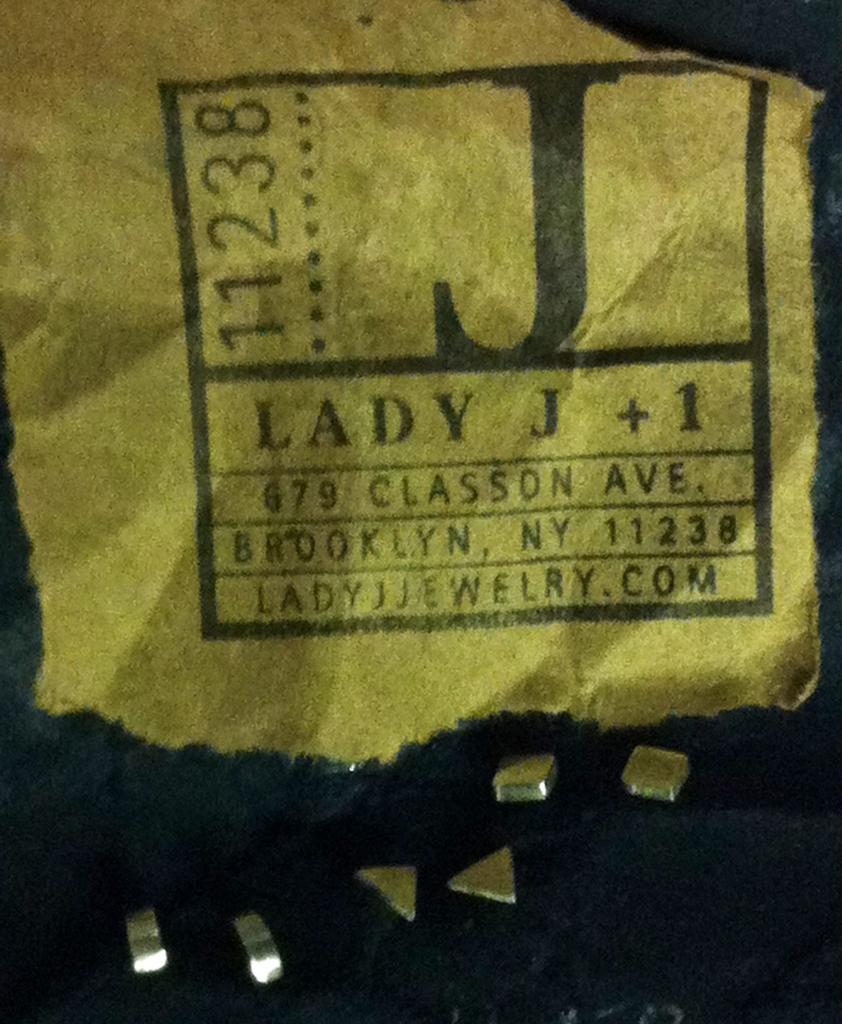 11238
J
LADY J + 1
679 CLASSON AVE.
BROOKLYN, NY 11238
LADYJJEWELRY.COM